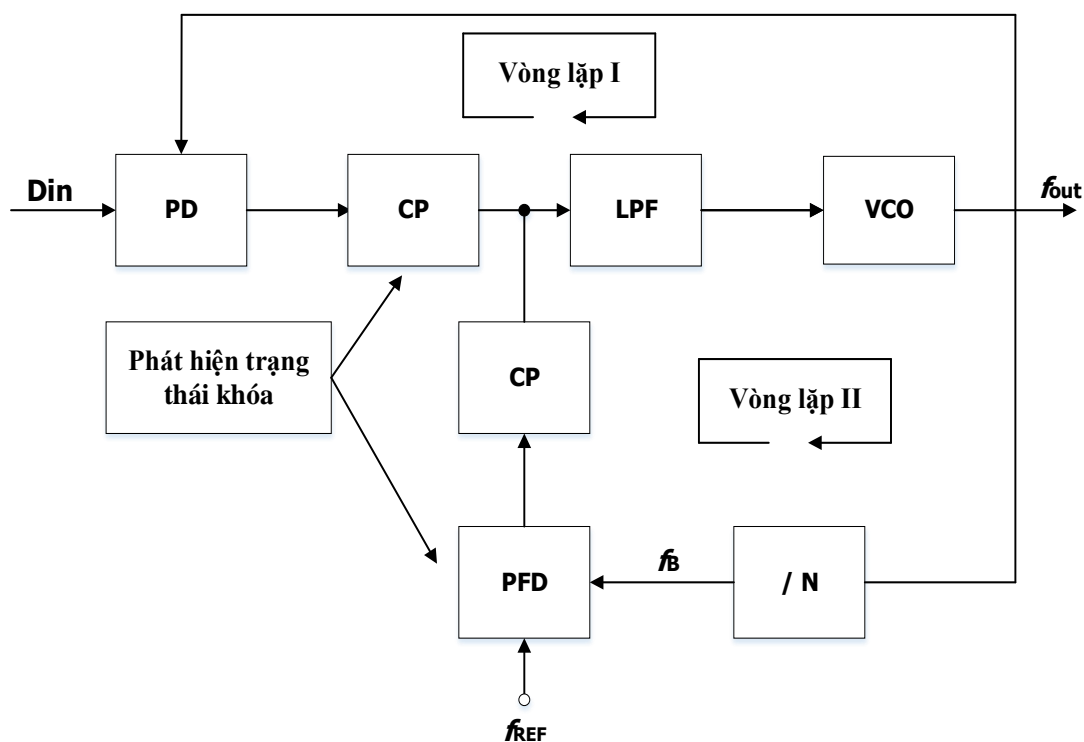 Vòng lặp I
Din
PD
CP
LPF
VCO
fout
Phát hiện trạng
thái khóa
CP
Vòng lặp II
PFD
fB
/ N
fREF